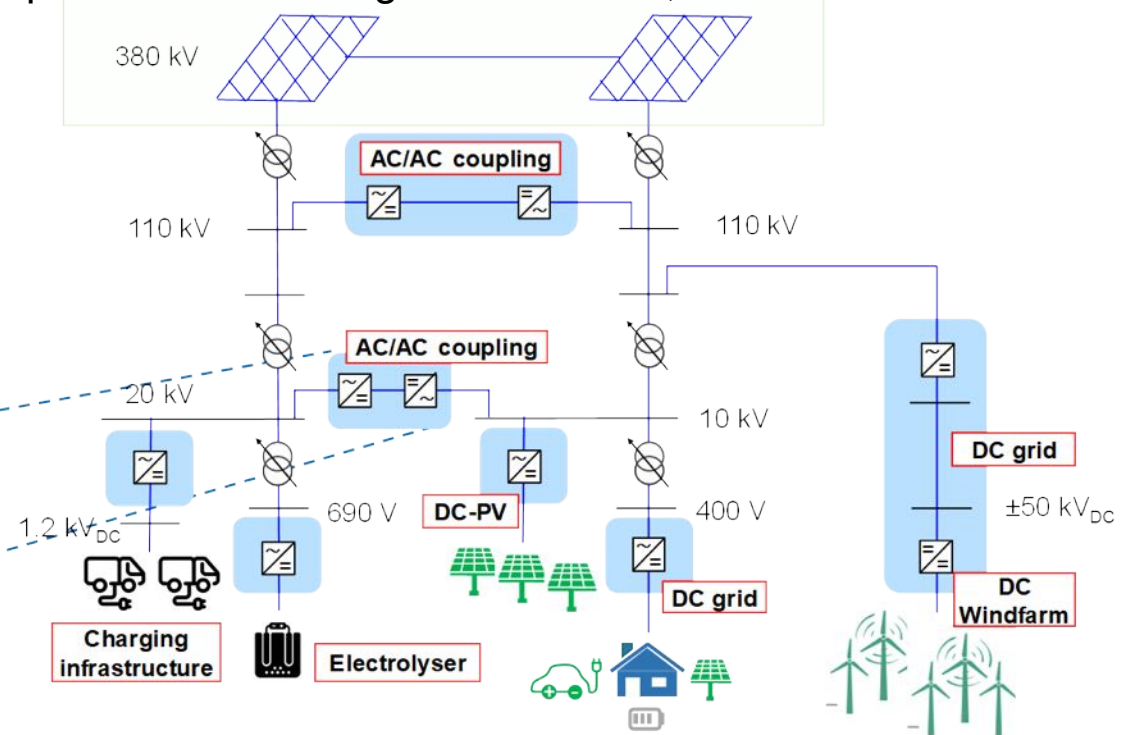 380 kV
AC/AC coupling
110 kV
110 kV
AC/AC coupling
20 kV
10 kV
DC grid
1.2 kV_DC
690 V
DC-PV
400 V
±50 kV_DC
DC grid
DC
Windfarm
Charging
infrastructure
Electrolyser